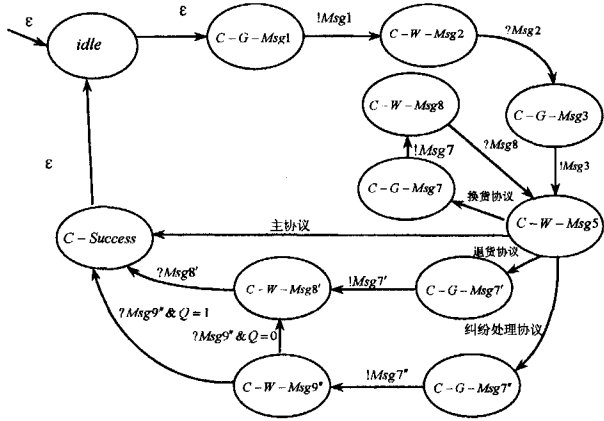 ε
ε
idle
C-G-Msg1
!Msg1
C-W-Msg2
?Msg2
C-G-Msg3
C-W-Msg8
?Msg8
!Msg7
!Msg3
C-G-Msg7
换货协议
ε
C-W-Msg5
主协议
C-Success
退货协议
?Msg8'
C-W-Msg8'
!Msg7'
C-G-Msg7'
?Msg9"&Q=1
?Msg9"&Q=0
纠纷处理协议
C-W-Msg9"
!Msg7"
C-G-Msg7"